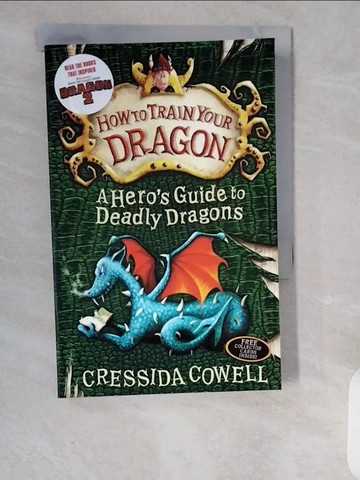 READ THE BOOKS
THAT INSPIRED
DRAGON
2
HOW TO TRAIN YOUR
DRAGON
A Hero's Guide to
Deadly Dragons
FREE
COLLECTOR
CARDS
INSIDE!
CRESSIDA COWELL